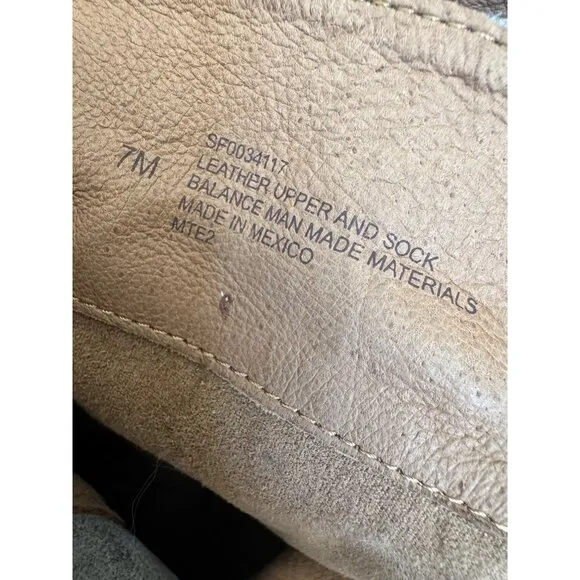 7M
SF0034117
LEATHER UPPER AND SOCK
BALANCE MAN MADE MATERIALS
MADE IN MEXICO
MTE2